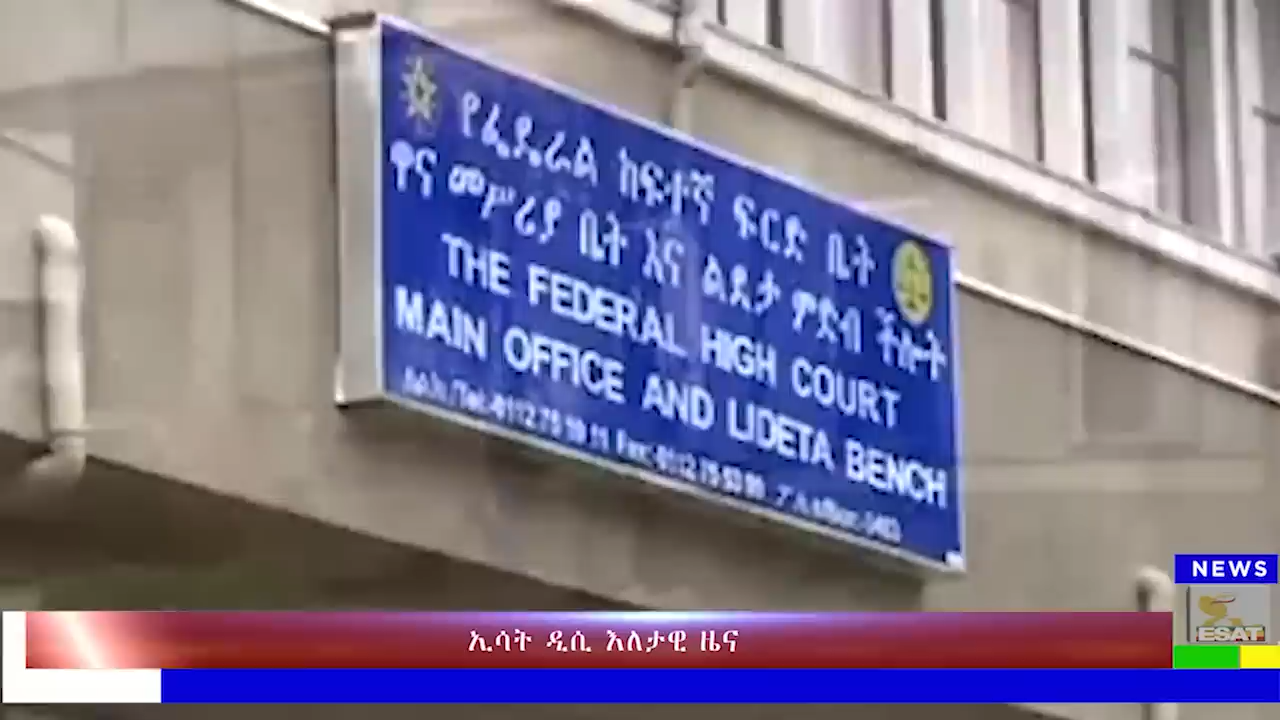 የፌዴራል ከፍተኛ ፍርድ ቤት
ዋና መሥሪያ ቤት እና ልደታ ምድብ ችሎት
THE FEDERAL HIGH COURT
MAIN OFFICE AND LIDETA BENCH
NEWS
ESAT
ኢሳት ዲሲ እለታዊ ዜና